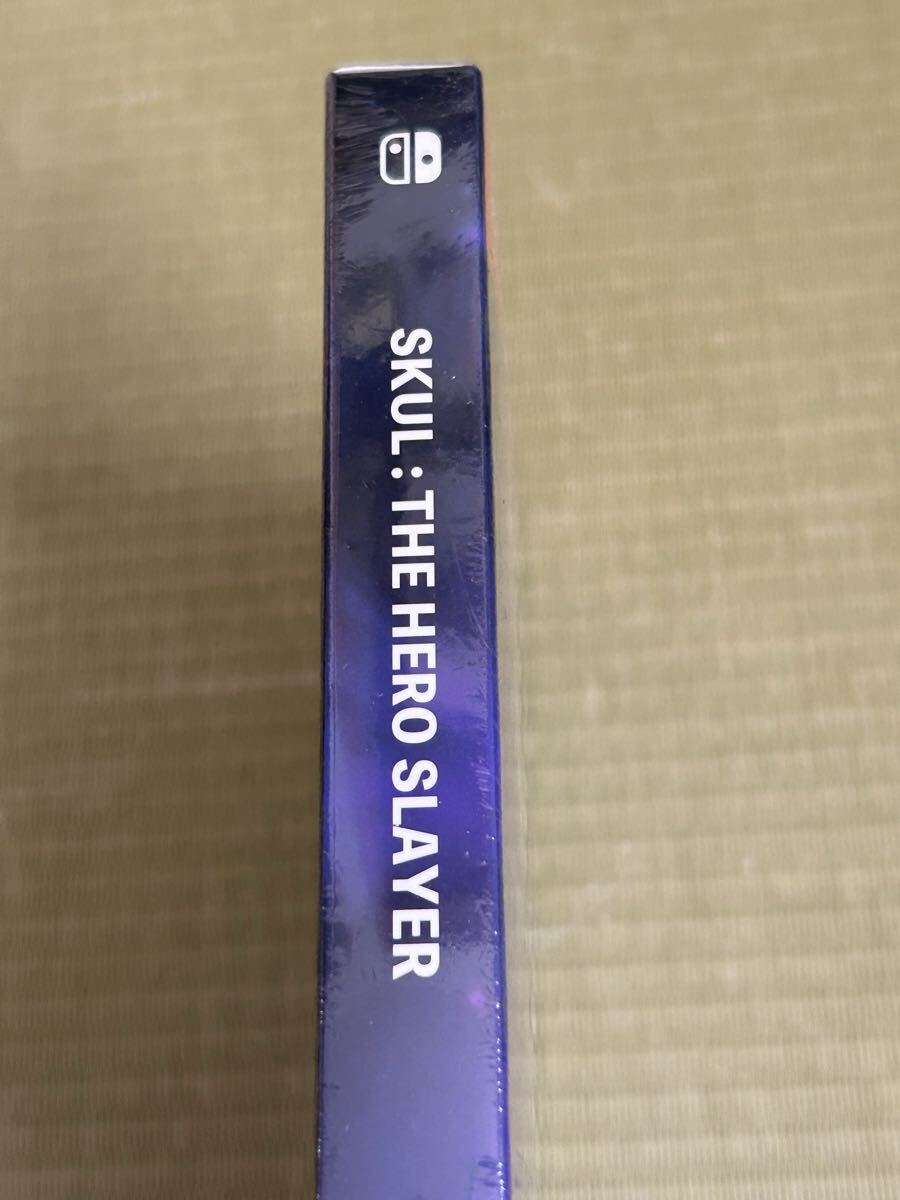 SKUL : THE HERO SLAYER